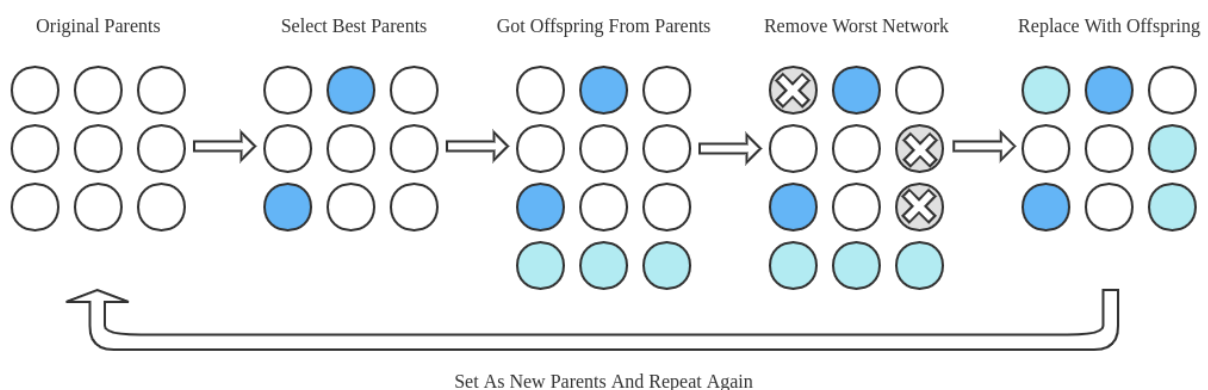 Original Parents
Select Best Parents
Got Offspring From Parents
Remove Worst Network
Replace With Offspring
Set As New Parents And Repeat Again